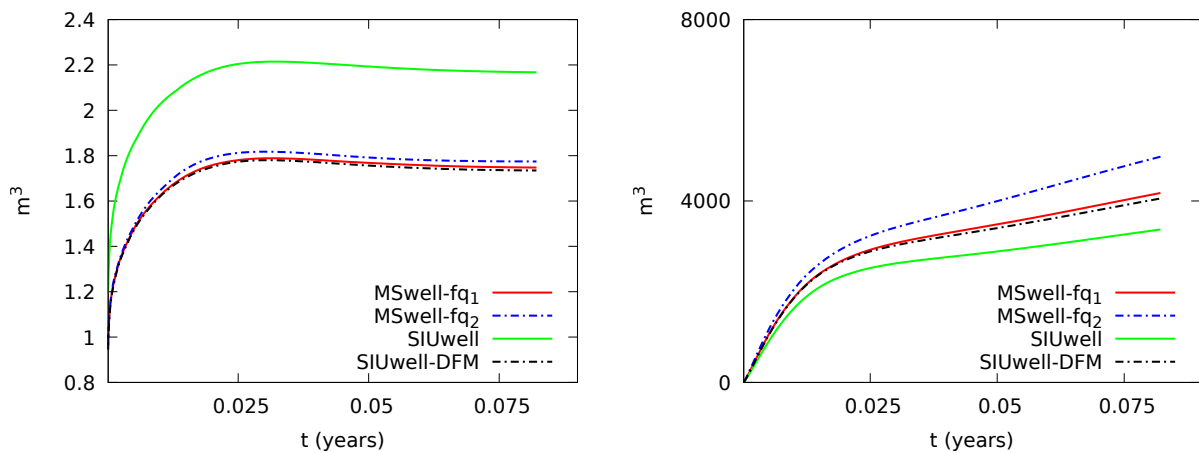 2.4
2.2
2
1.8
1.6
1.4
1.2
1
0.8
m³
MSwell-fq₁
MSwell-fq₂
SIUwell
SIUwell-DFM
0.025
0.05
0.075
t (years)
8000
4000
0
m³
MSwell-fq₁
MSwell-fq₂
SIUwell
SIUwell-DFM
0.025
0.05
0.075
t (years)